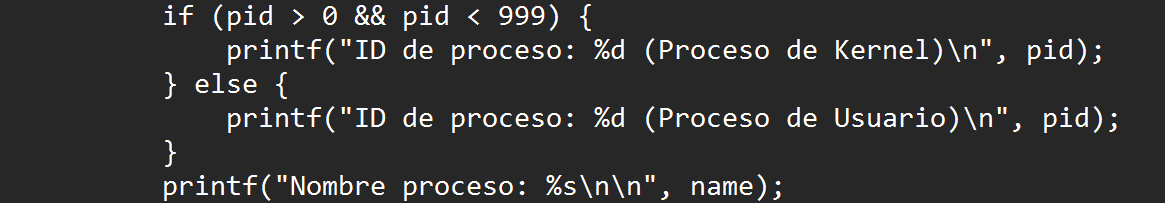 if (pid > 0 && pid < 999) {
printf("ID de proceso: %d (Proceso de Kernel)\n", pid);
} else {
printf("ID de proceso: %d (Proceso de Usuario)\n", pid);
}
printf("Nombre proceso: %s\n\n", name);